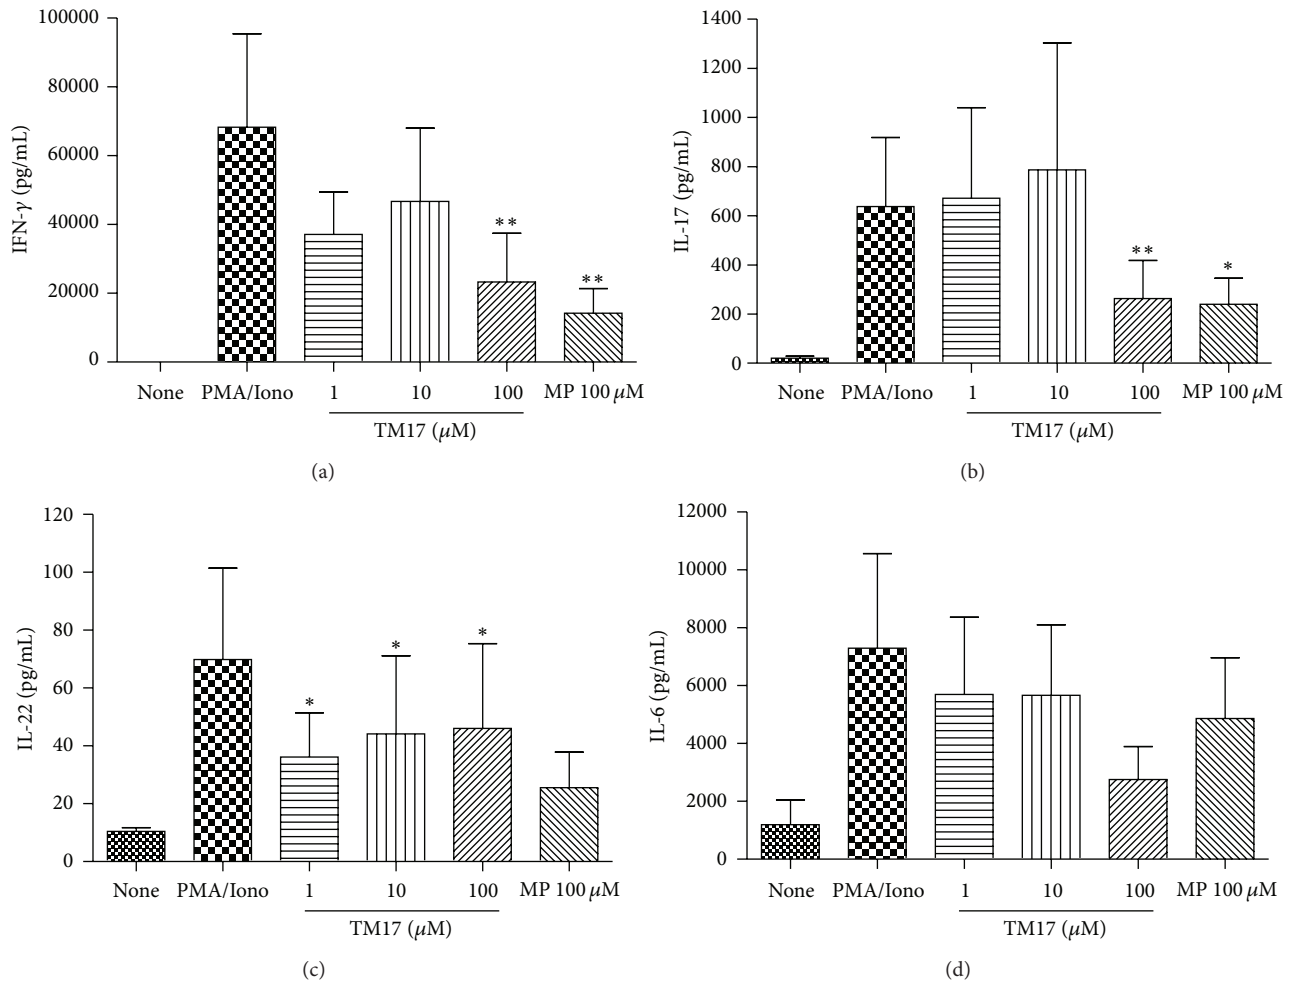 100000
80000
60000
40000
20000
0
IFN-γ (pg/mL)
**
**
None PMA/Iono 1 10 100 MP 100 μM
TM17 (μM)
(a)
1400
1200
1000
800
600
400
200
0
IL-17 (pg/mL)
**
*
None PMA/Iono 1 10 100 MP 100 μM
TM17 (μM)
(b)
120
100
80
60
40
20
0
IL-22 (pg/mL)
*
*
*
None PMA/Iono 1 10 100 MP 100 μM
TM17 (μM)
(c)
12000
10000
8000
6000
4000
2000
0
IL-6 (pg/mL)
None PMA/Iono 1 10 100 MP 100 μM
TM17 (μM)
(d)